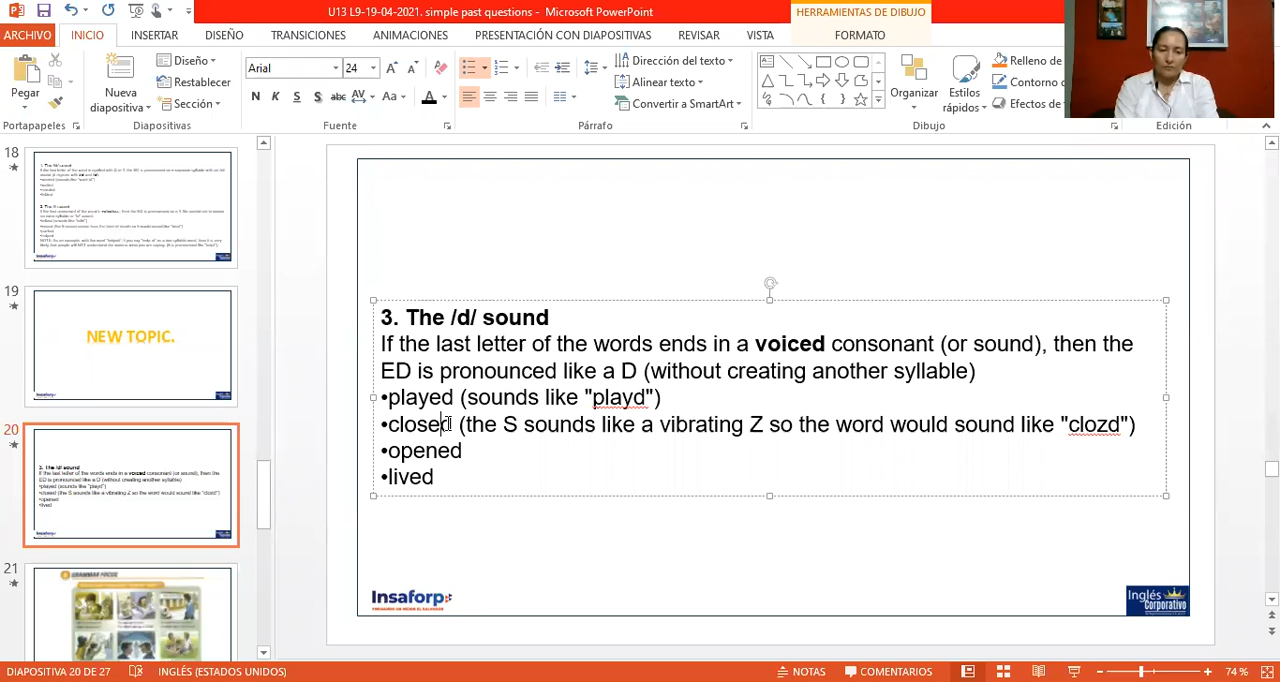 U13 L9-19-04-2021. simple past questions - Microsoft PowerPoint
HERRAMIENTAS DE DIBUJO
ARCHIVO INICIO INSERTAR DISEÑO TRANSICIONES ANIMACIONES PRESENTACIÓN CON DIAPOSITIVAS REVISAR VISTA FORMATO
Pegar
Nueva diapositiva
Diseño
Restablecer
Sección
Arial 24
N K S S abc AV Aa A
Dirección del texto
Alinear texto
Convertir a SmartArt
Organizar
Estilos rápidos
Relleno de
Contorno
Efectos de
Portapapeles Diapositivas Fuente Párrafo Dibujo Edición
18
19
NEW TOPIC.
20
21
GRAMMAR FOCUS
3. The /d/ sound
If the last letter of the words ends in a voiced consonant (or sound), then the
ED is pronounced like a D (without creating another syllable)
•played (sounds like "playd")
•closed (the S sounds like a vibrating Z so the word would sound like "clozd")
•opened
•lived
Insaforp
Inglés Corporativo
DIAPOSITIVA 20 DE 27 INGLÉS (ESTADOS UNIDOS) NOTAS COMENTARIOS 74 %